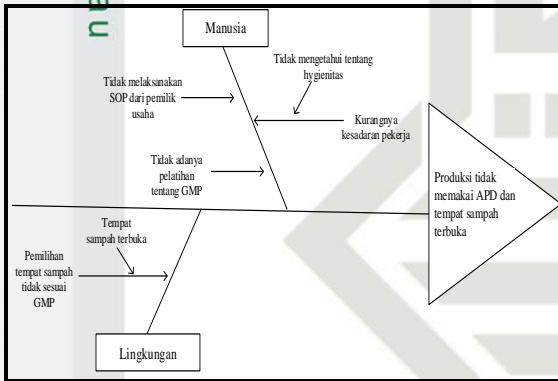 au
Manusia
Tidak mengetahui tentang
hygienitas
Tidak melaksanakan
SOP dari pemilik
usaha
Kurangnya
kesadaran pekerja
Tidak adanya
pelatihan
tentang GMP
Produksi tidak
memakai APD dan
tempat sampah
terbuka
Tempat
sampah terbuka
Pemilihan
tempat sampah
tidak sesuai
GMP
Lingkungan